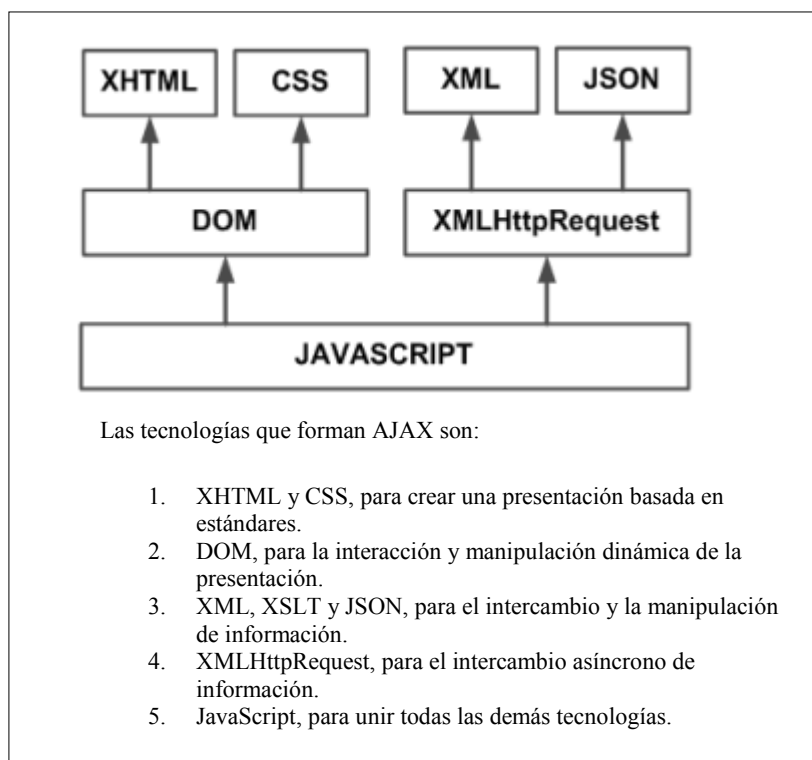 XHTML CSS XML JSON
DOM XMLHttpRequest
JAVASCRIPT
Las tecnologías que forman AJAX son:
1. XHTML y CSS, para crear una presentación basada en
estándares.
2. DOM, para la interacción y manipulación dinámica de la
presentación.
3. XML, XSLT y JSON, para el intercambio y la manipulación
de información.
4. XMLHttpRequest, para el intercambio asíncrono de
información.
5. JavaScript, para unir todas las demás tecnologías.